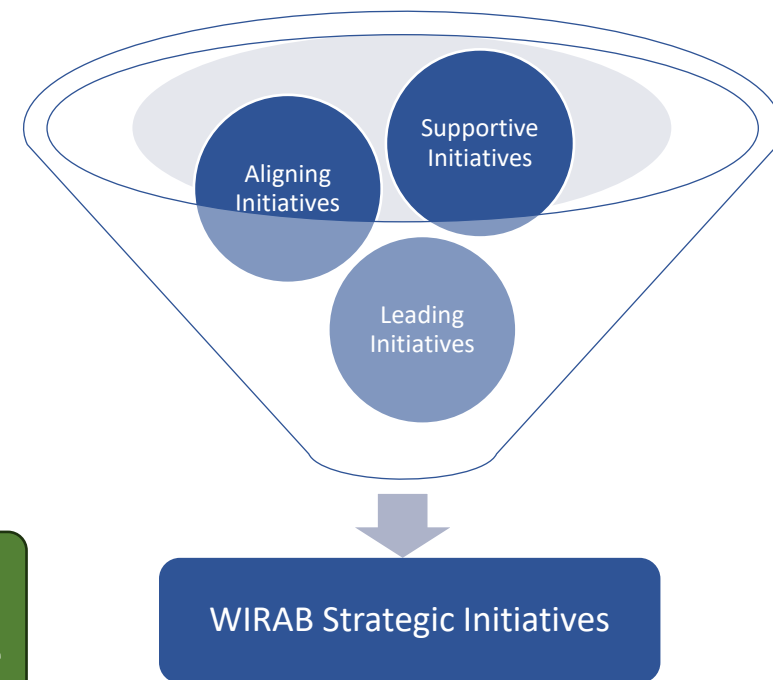 Supportive
Initiatives
Aligning
Initiatives
Leading
Initiatives
WIRAB Strategic Initiatives